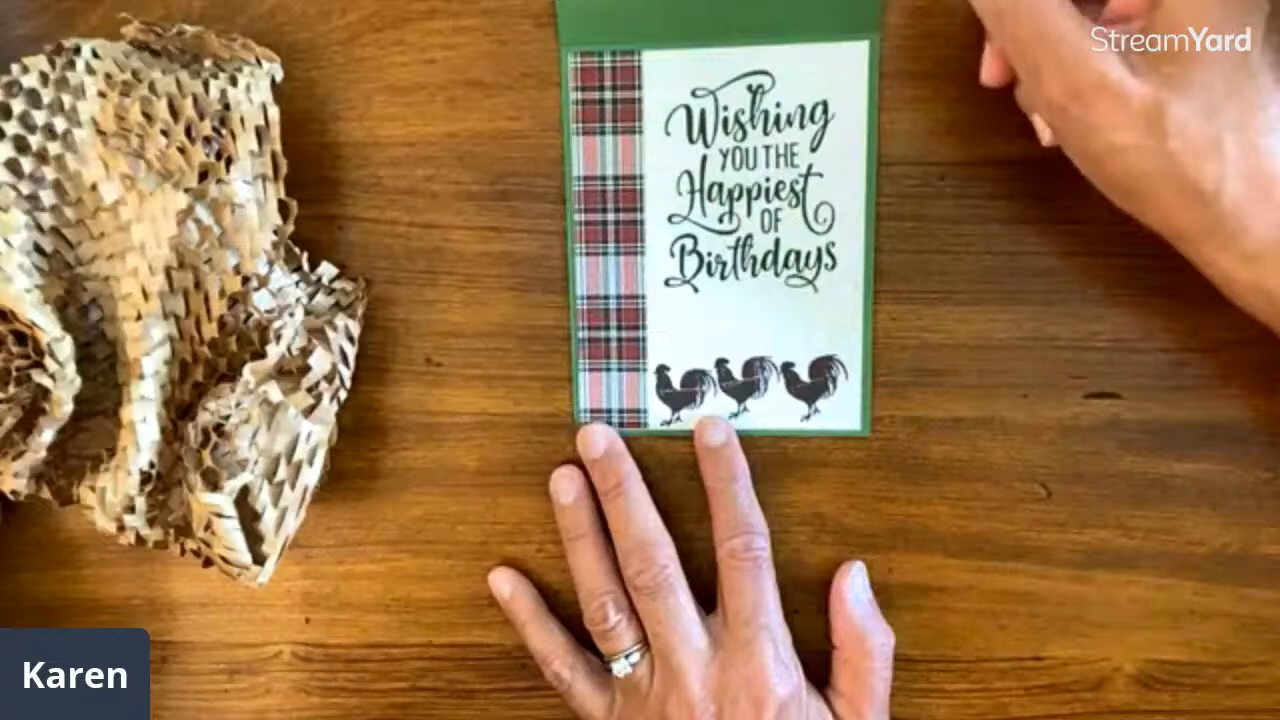 StreamYard
Wishing
YOU THE
Happiest
OF
Birthdays
Karen